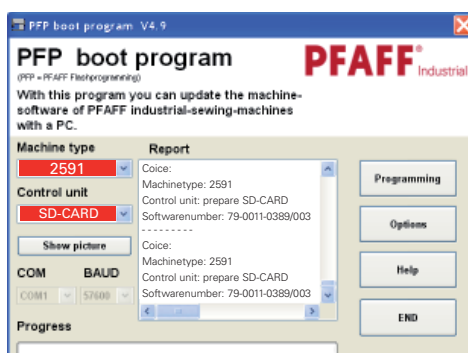 PFP boot program V4.9
PFP boot program
(PFP = PFAFF Flashprogramming)
PFAFF®
Industrial
With this program you can update the machine-
software of PFAFF industrial-sewing-machines
with a PC.
Machine type
Report
2591
Control unit
SD-CARD
Show picture
COM BAUD
COM1 57600
Coice:
Machinetype: 2591
Control unit: prepare SD-CARD
Softwarenumber: 79-0011-0389/003
- - - - - - - - -
Coice:
Machinetype: 2591
Control unit: prepare SD-CARD
Softwarenumber: 79-0011-0389/003
Programming
Options
Help
END
Progress